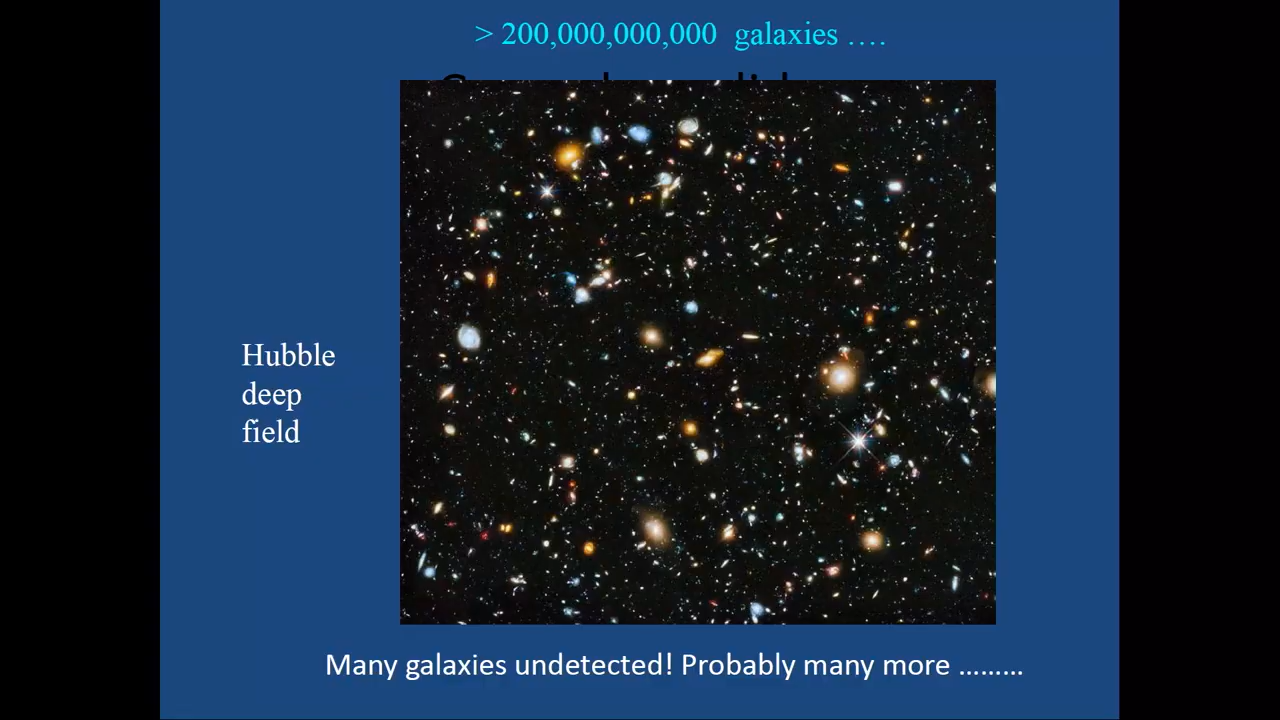 > 200,000,000,000 galaxies ….
Hubble
deep
field
Many galaxies undetected! Probably many more ………